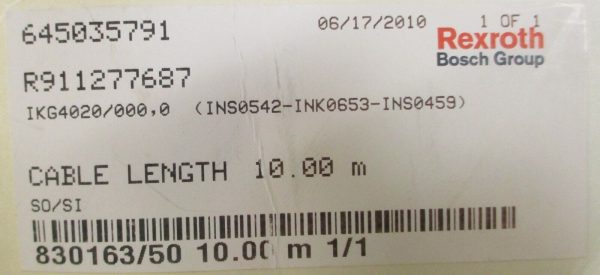 645035791 06/17/2010 1 OF 1
Rexroth
Bosch Group
R911277687
IKG4020/000,0 (INS0542-INK0653-INS0459)
CABLE LENGTH 10.00 m
SO/SI
830163/50 10.00 m 1/1